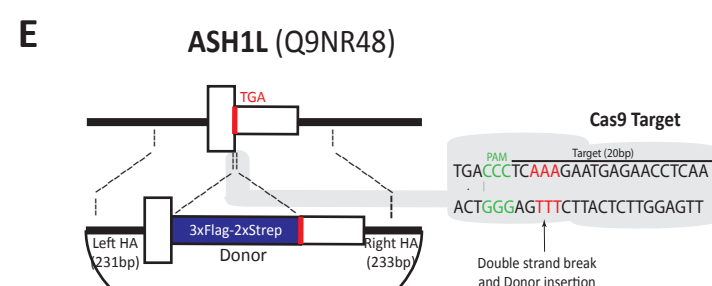 E
ASH1L (Q9NR48)
TGA
Cas9 Target
PAM
Target (20bp)
TGACCCTCAAAGAATGAGAACCTCAA
ACTGGGAGTTTCTTACTCTTGGAGTT
3xFlag-2xStrep
Left HA
(231bp)
Donor
Right HA
(233bp)
Double strand break
and Donor insertion